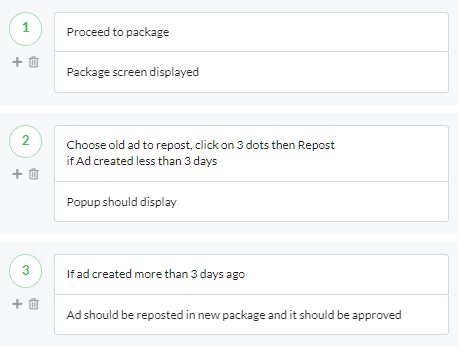 1
Proceed to package
Package screen displayed
2
Choose old ad to repost, click on 3 dots then Repost
if Ad created less than 3 days
Popup should display
3
If ad created more than 3 days ago
Ad should be reposted in new package and it should be approved